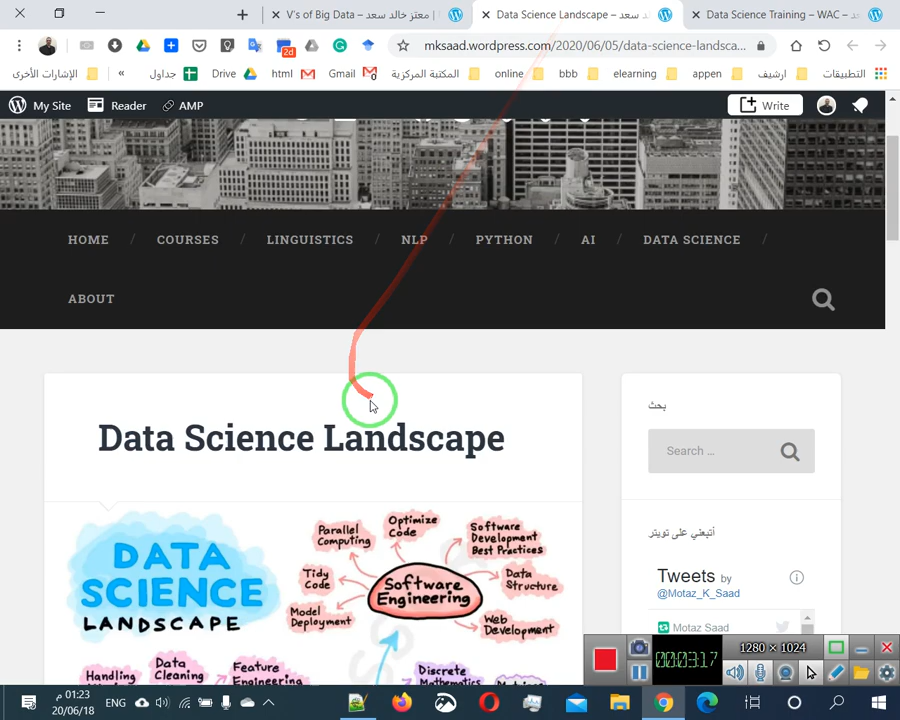 V's of Big Data – معتز خالد سعد |
Data Science Landscape – سعد
Data Science Training – WAC – سعد
mksaad.wordpress.com/2020/06/05/data-science-landsca...
2d
الإشارات الأخرى
»
جداول
Drive
html
Gmail
المكتبة المركزية
online
bbb
elearning
appen
ارشيف
التطبيقات
My Site
Reader
AMP
Write
HOME / COURSES / LINGUISTICS / NLP / PYTHON / AI / DATA SCIENCE /
ABOUT
Data Science Landscape
بحث
Search ...
أتبعني على تويتر
Tweets by
@Motaz_K_Saad
Motaz Saad
DATA
SCIENCE
LANDSCAPE
Parallel
Computing
Optimize
Code
Software
Development
Best Practices
Tidy
Code
Software
Engineering
Data
Structure
Model
Deployment
Web
Development
Handling
Data
Cleaning
Feature
Engineering
Discrete
Mathematics
00:03:17
1280 × 1024
01:23 م
20/06/18
ENG